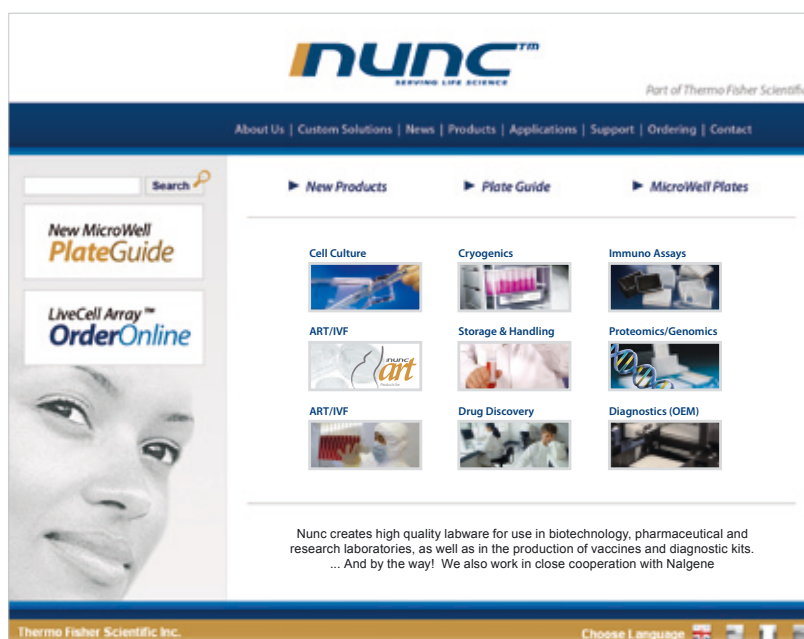 nunc™
SERVING LIFE SCIENCE
Part of Thermo Fisher Scientific
About Us | Custom Solutions | News | Products | Applications | Support | Ordering | Contact
Search
New Products
Plate Guide
MicroWell Plates
New MicroWell
PlateGuide
LiveCell Array™
OrderOnline
Cell Culture
Cryogenics
Immuno Assays
ART/IVF
Storage & Handling
Proteomics/Genomics
nunc
art
ART/IVF
Drug Discovery
Diagnostics (OEM)
Nunc creates high quality labware for use in biotechnology, pharmaceutical and
research laboratories, as well as in the production of vaccines and diagnostic kits.
... And by the way! We also work in close cooperation with Nalgene
Thermo Fisher Scientific Inc.
Choose Language